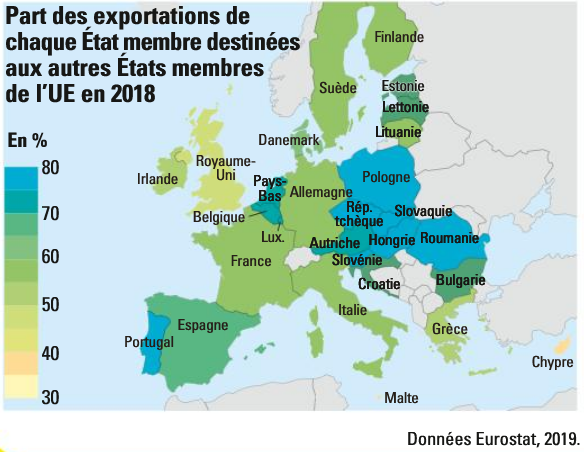 Part des exportations de
chaque État membre destinées
aux autres États membres
de l'UE en 2018
En %
80
70
60
50
40
30
Finlande
Suède
Estonie
Lettonie
Lituanie
Danemark
Royaume-
Uni
Irlande
Pays-
Bas
Allemagne
Pologne
Belgique
Rép.
tchèque
Slovaquie
Lux.
Autriche
Hongrie
Roumanie
France
Slovénie
Croatie
Bulgarie
Italie
Espagne
Portugal
Grèce
Chypre
Malte
Données Eurostat, 2019.